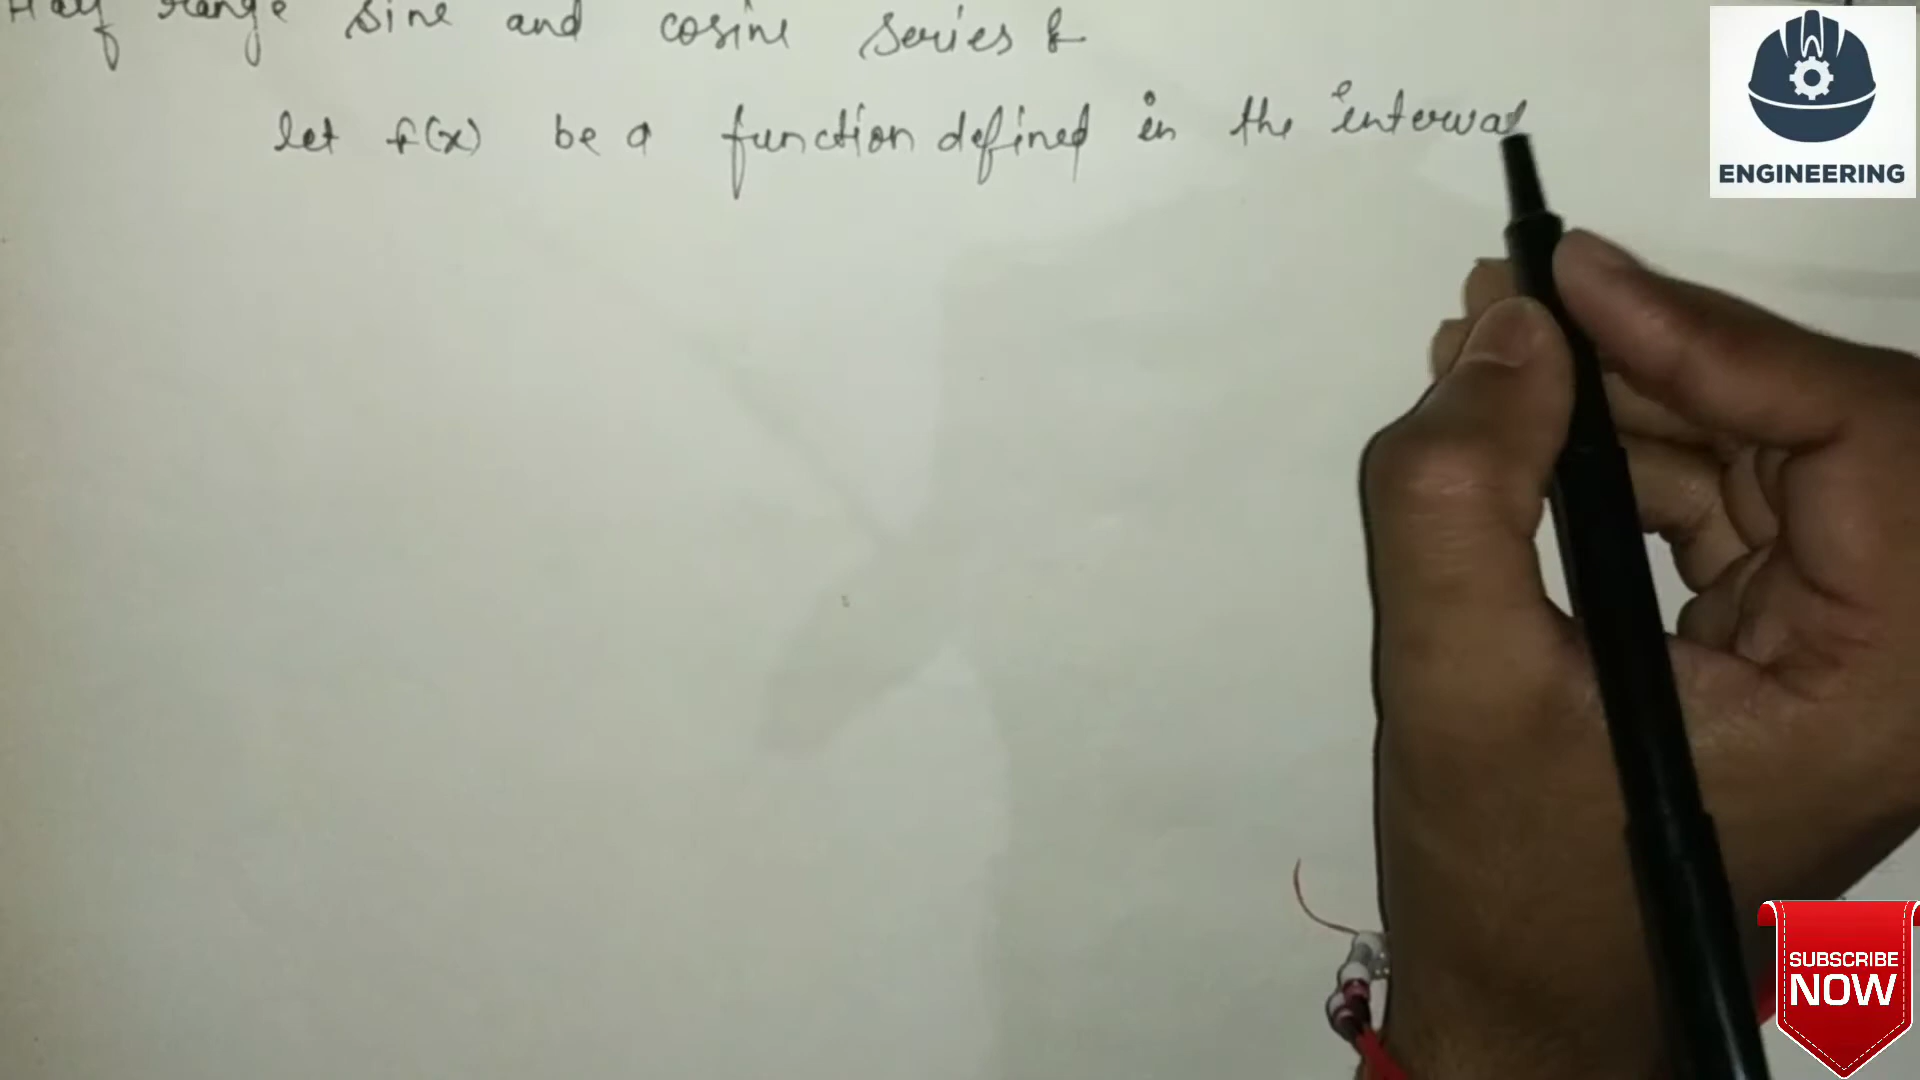 Half range sine and cosine series &
let f(x) be a function defined in the interval
ENGINEERING
SUBSCRIBE
NOW